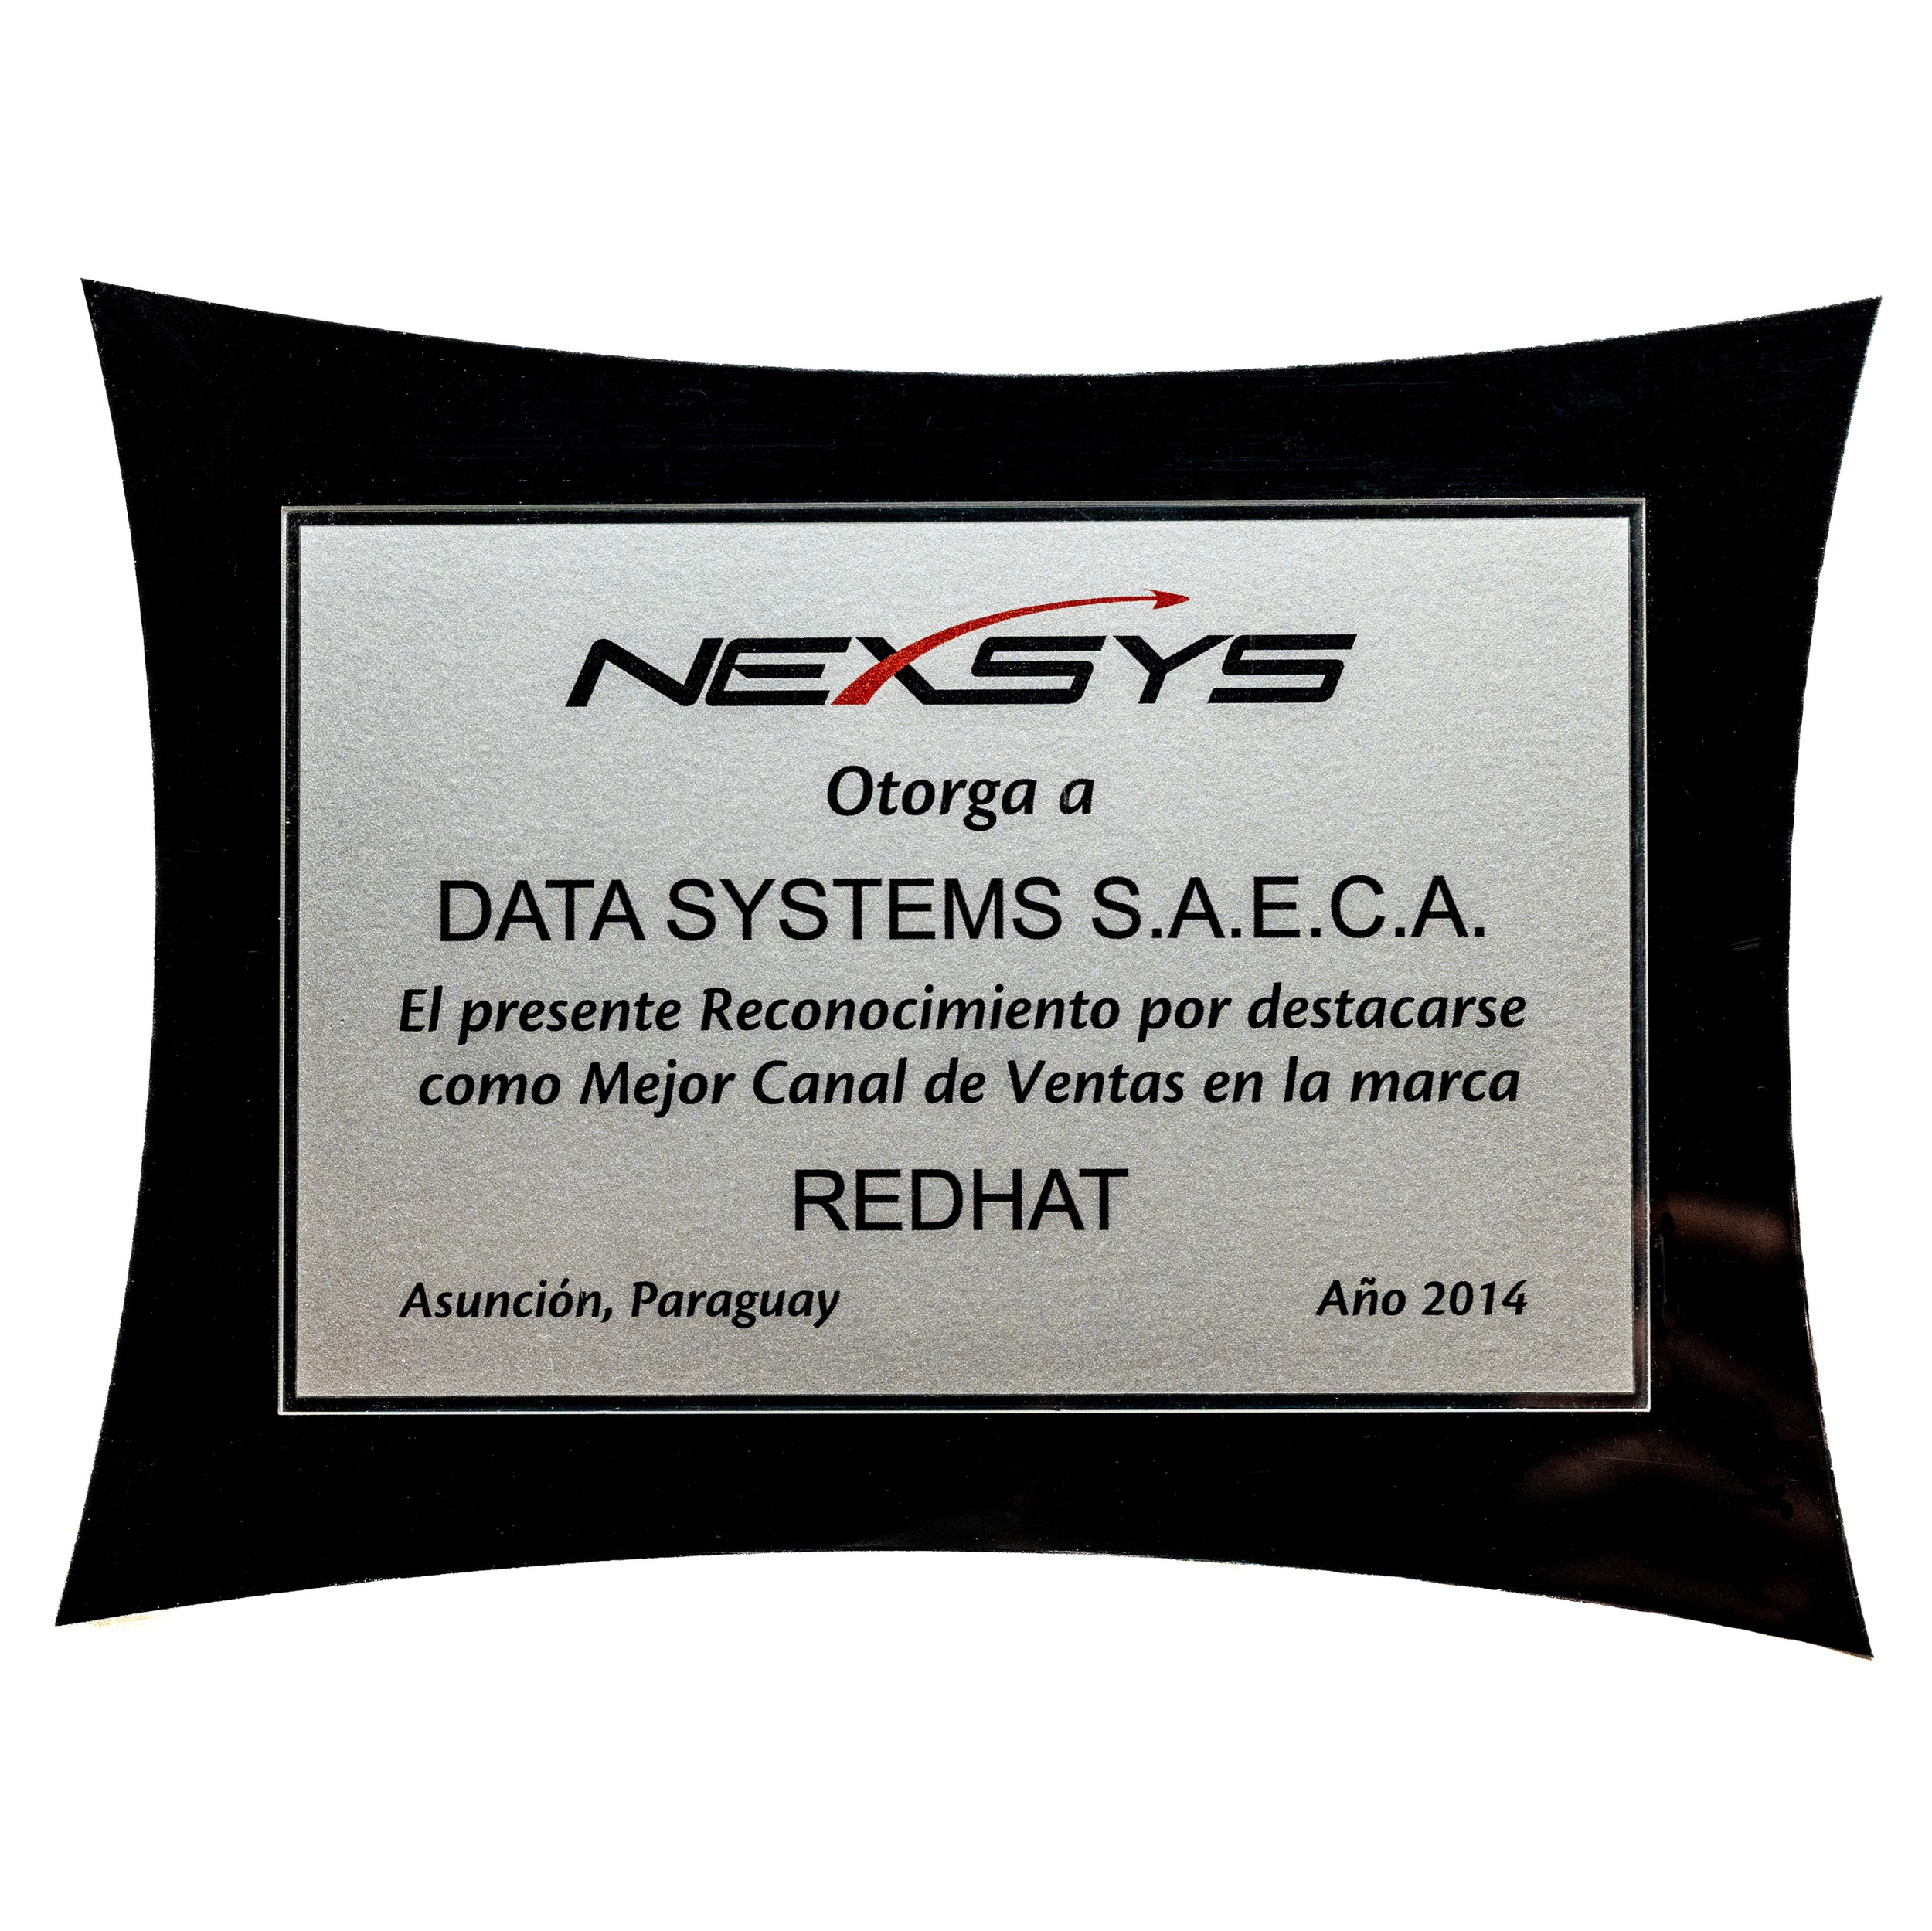 NEXSYS
Otorga a
DATA SYSTEMS S.A.E.C.A.
El presente Reconocimiento por destacarse
como Mejor Canal de Ventas en la marca
REDHAT
Asunción, Paraguay Año 2014